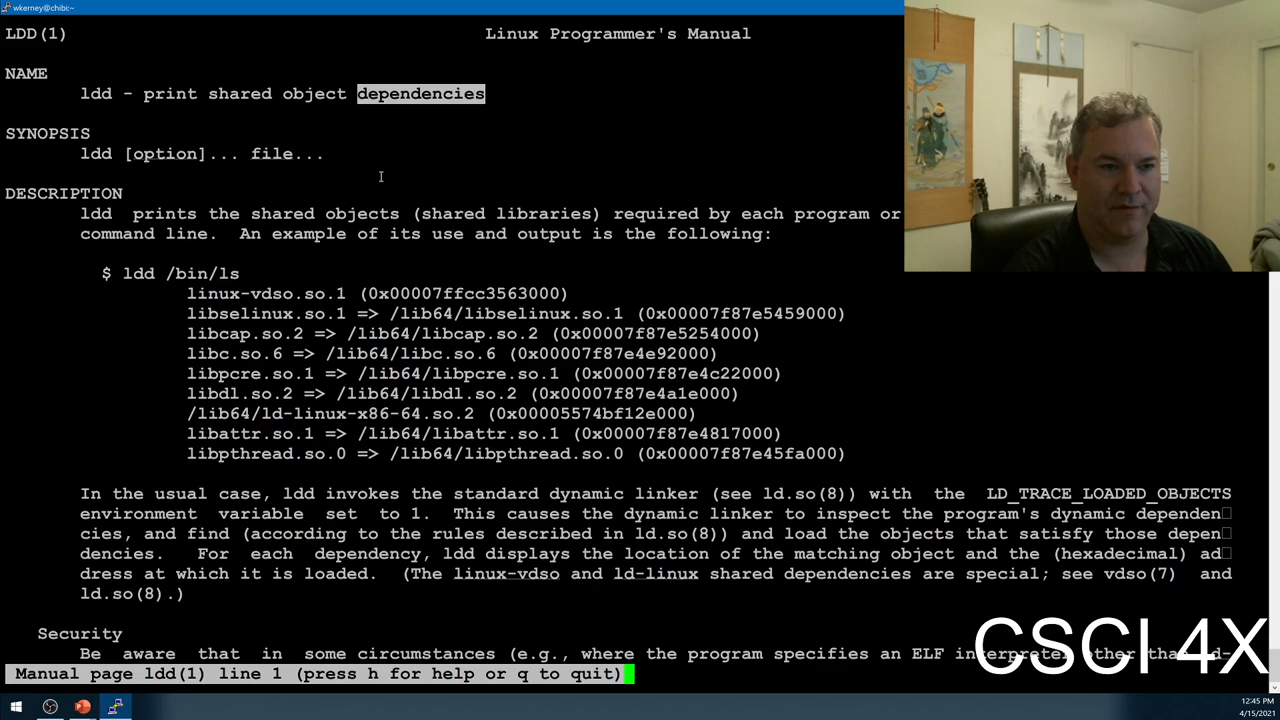 wkerney@chibi:~
LDD(1) Linux Programmer's Manual
NAME
ldd - print shared object dependencies
SYNOPSIS
ldd [option]... file...
DESCRIPTION
ldd prints the shared objects (shared libraries) required by each program or
command line. An example of its use and output is the following:
$ ldd /bin/ls
linux-vdso.so.1 (0x00007ffcc3563000)
libselinux.so.1 => /lib64/libselinux.so.1 (0x00007f87e5459000)
libcap.so.2 => /lib64/libcap.so.2 (0x00007f87e5254000)
libc.so.6 => /lib64/libc.so.6 (0x00007f87e4e92000)
libpcre.so.1 => /lib64/libpcre.so.1 (0x00007f87e4c22000)
libdl.so.2 => /lib64/libdl.so.2 (0x00007f87e4a1e000)
/lib64/ld-linux-x86-64.so.2 (0x00005574bf12e000)
libattr.so.1 => /lib64/libattr.so.1 (0x00007f87e4817000)
libpthread.so.0 => /lib64/libpthread.so.0 (0x00007f87e45fa000)
In the usual case, ldd invokes the standard dynamic linker (see ld.so(8)) with the LD_TRACE_LOADED_OBJECTS
environment variable set to 1. This causes the dynamic linker to inspect the program's dynamic dependen
cies, and find (according to the rules described in ld.so(8)) and load the objects that satisfy those depen
dencies. For each dependency, ldd displays the location of the matching object and the (hexadecimal) ad
dress at which it is loaded. (The linux-vdso and ld-linux shared dependencies are special; see vdso(7) and
ld.so(8).)
Security
Be aware that in some circumstances (e.g., where the program specifies an ELF
Manual page ldd(1) line 1 (press h for help or q to quit)
CSCI 4X
12:45 PM
4/15/2021